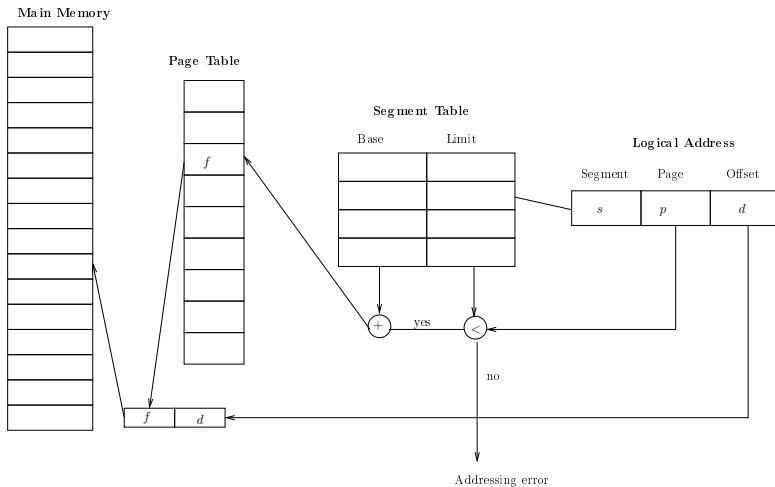 Main Memory
Page Table
Segment Table
Base Limit
Logical Address
Segment Page Offset
s p d
f
+ yes <
no
f d
Addressing error